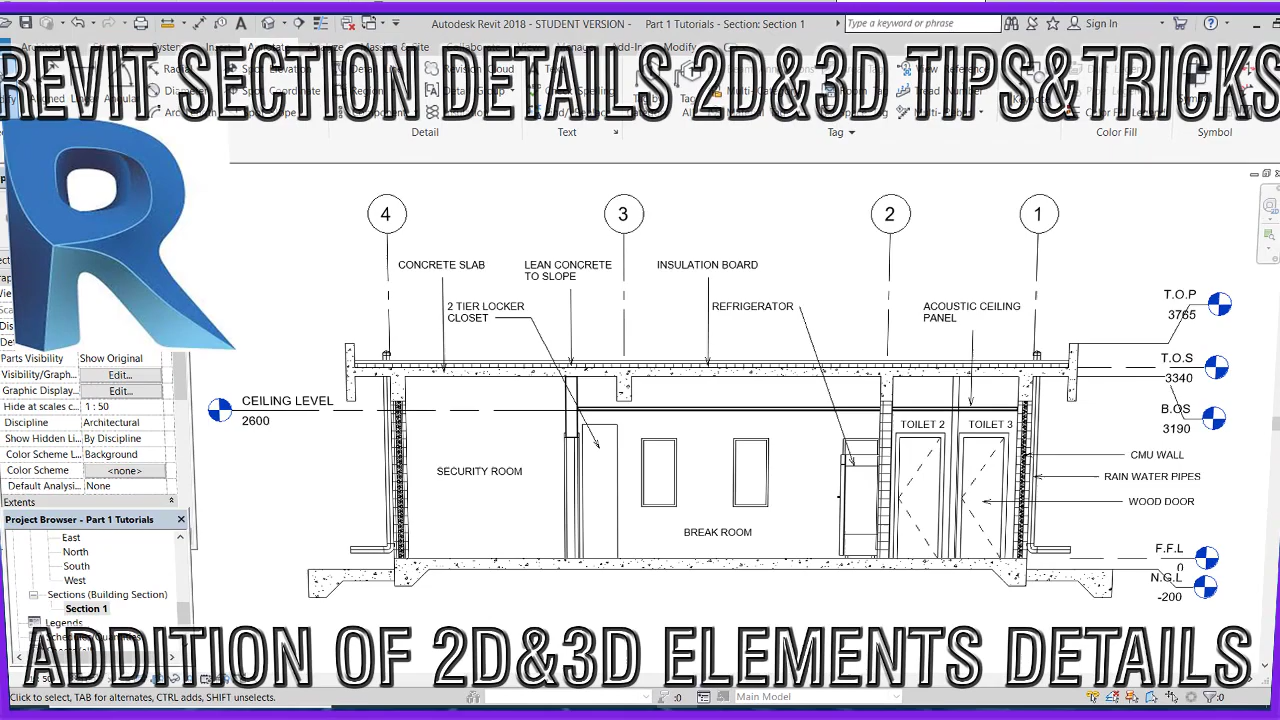 Autodesk Revit 2018 - STUDENT VERSION - Part 1 Tutorials - Section: Section 1
Type a keyword or phrase
Sign In
REVIT SECTION DETAILS 2D&3D TIPS&TRICKS
Detail
Text
Tag
Color Fill
Symbol
4
3
2
1
CONCRETE SLAB
LEAN CONCRETE
TO SLOPE
INSULATION BOARD
2 TIER LOCKER
CLOSET
REFRIGERATOR
ACOUSTIC CEILING
PANEL
T.O.P
3765
T.O.S
3340
B.OS
3190
CEILING LEVEL
2600
TOILET 2
TOILET 3
SECURITY ROOM
BREAK ROOM
CMU WALL
RAIN WATER PIPES
WOOD DOOR
F.F.L
0
N.G.L
-200
Parts Visibility Show Original
Visibility/Graph... Edit...
Graphic Display... Edit...
Hide at scales c... 1 : 50
Discipline Architectural
Show Hidden Li... By Discipline
Color Scheme L... Background
Color Scheme <none>
Default Analysi... None
Extents
Project Browser - Part 1 Tutorials
East
North
South
West
Sections (Building Section)
Section 1
Legends
Schedules/Quantities
ADDITION OF 2D&3D ELEMENTS DETAILS
Click to select, TAB for alternates, CTRL adds, SHIFT unselects.
:0
Main Model
:0